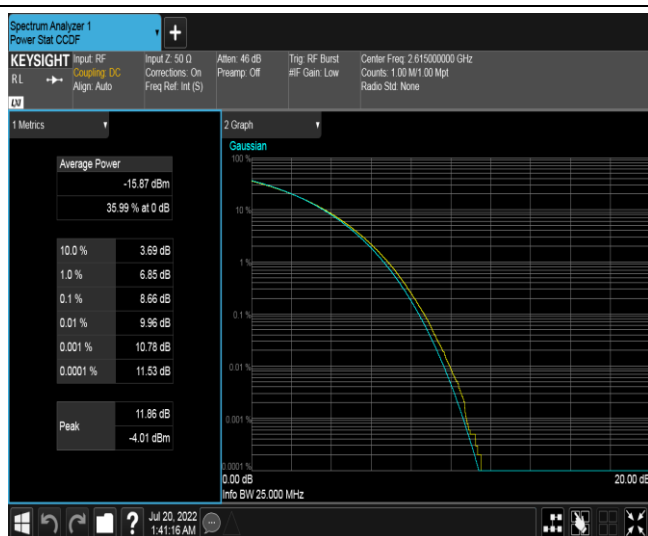 Spectrum Analyzer 1
Power Stat CCDF
+
KEYSIGHT
RL
LXI
Input: RF
Coupling: DC
Align: Auto
Input Z: 50 Ω
Corrections: On
Freq Ref: Int (S)
Atten: 46 dB
Preamp: Off
Trig: RF Burst
#IF Gain: Low
Center Freq: 2.615000000 GHz
Counts: 1.00 M/1.00 Mpt
Radio Std: None
1 Metrics
Average Power
-15.87 dBm
35.99 % at 0 dB
10.0 % 3.69 dB
1.0 % 6.85 dB
0.1 % 8.66 dB
0.01 % 9.96 dB
0.001 % 10.78 dB
0.0001 % 11.53 dB
Peak
11.86 dB
-4.01 dBm
2 Graph
Gaussian
100 %
10 %
1 %
0.1 %
0.01 %
0.001 %
0.0001 %
0.00 dB 20.00 dB
Info BW 25.000 MHz
?
Jul 20, 2022
1:41:16 AM